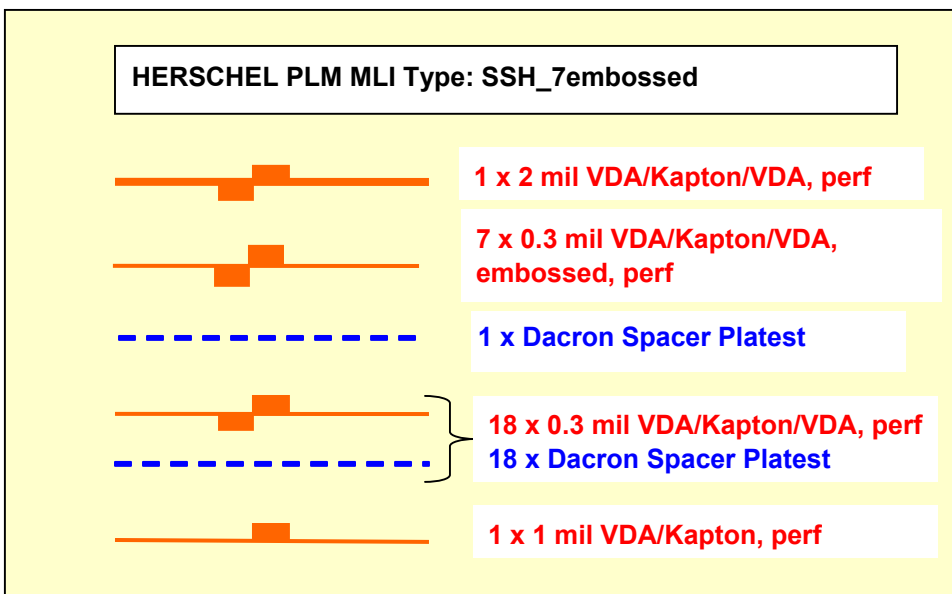 HERSCHEL PLM MLI Type: SSH_7embossed
1 x 2 mil VDA/Kapton/VDA, perf
7 x 0.3 mil VDA/Kapton/VDA,
embossed, perf
1 x Dacron Spacer Platest
18 x 0.3 mil VDA/Kapton/VDA, perf
18 x Dacron Spacer Platest
1 x 1 mil VDA/Kapton, perf